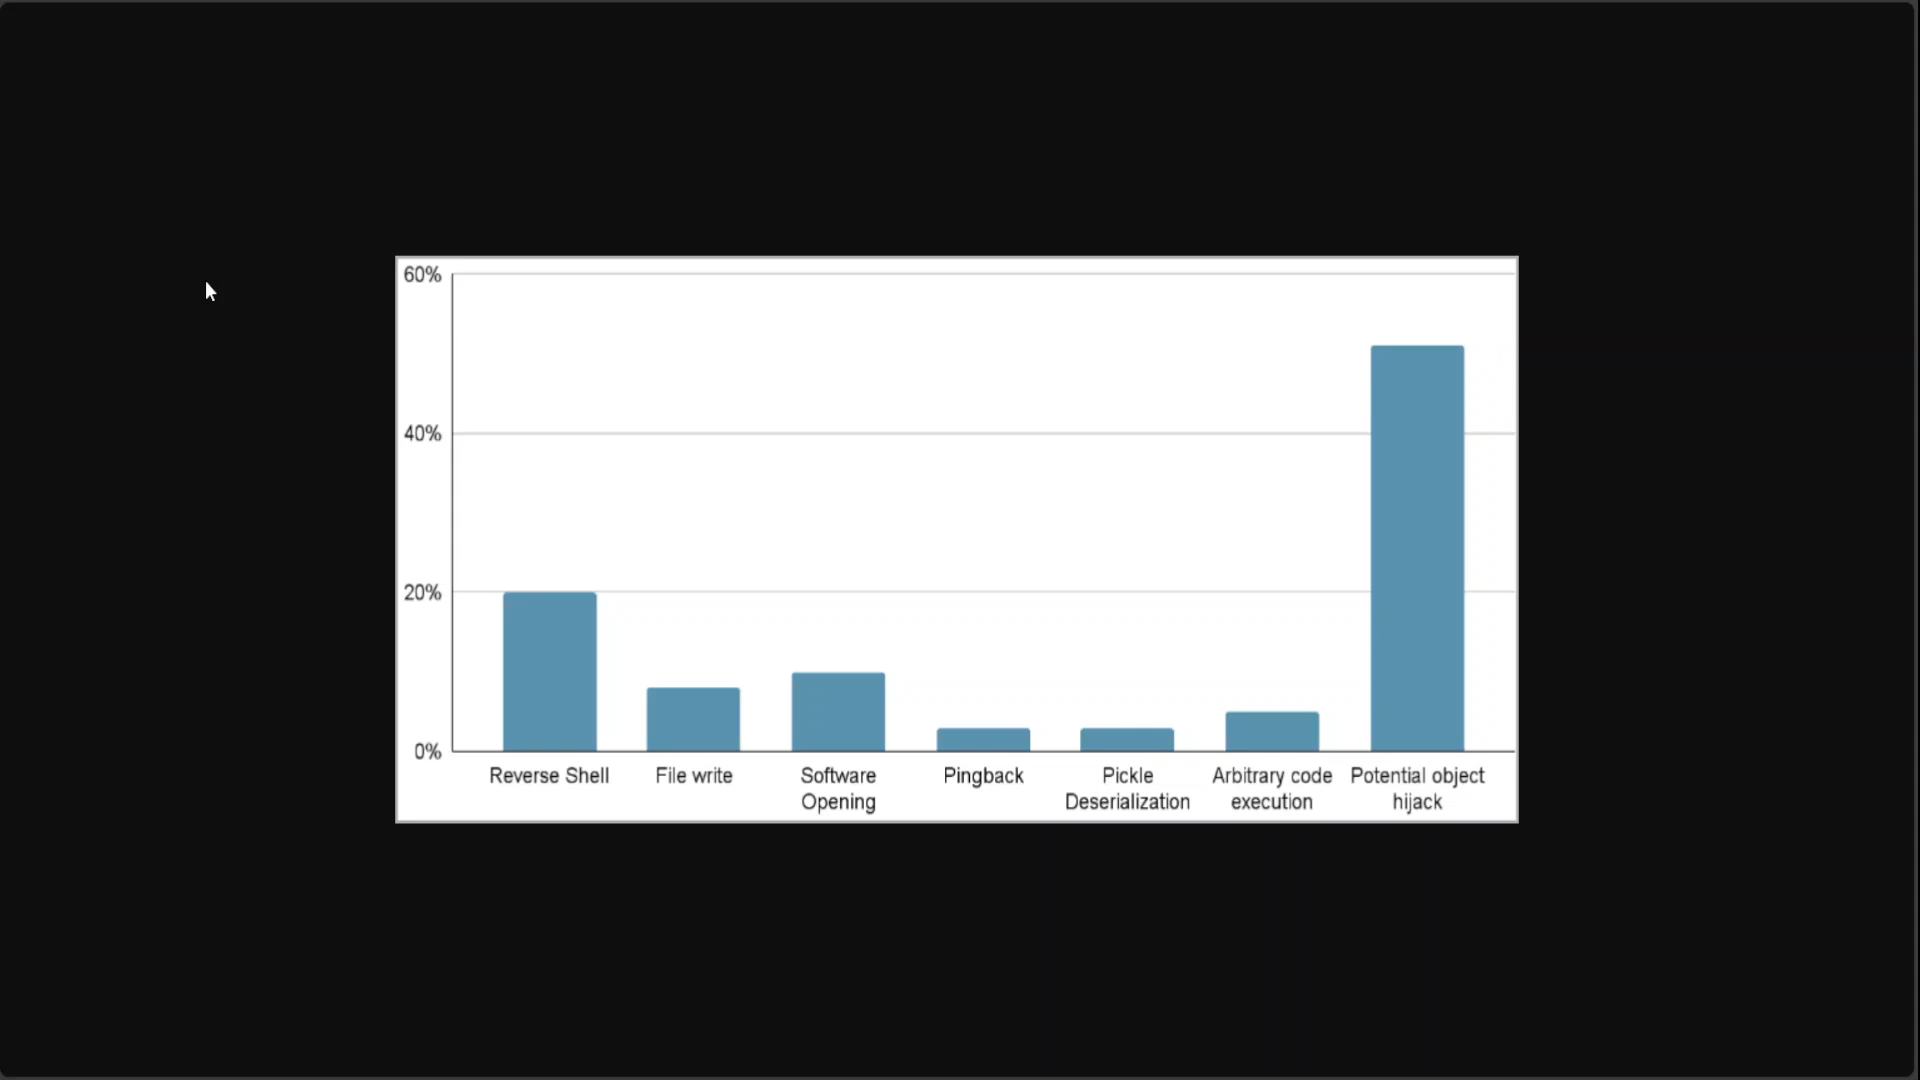 60%
40%
20%
0%
Reverse Shell
File write
Software
Opening
Pingback
Pickle
Deserialization
Arbitrary code
execution
Potential object
hijack